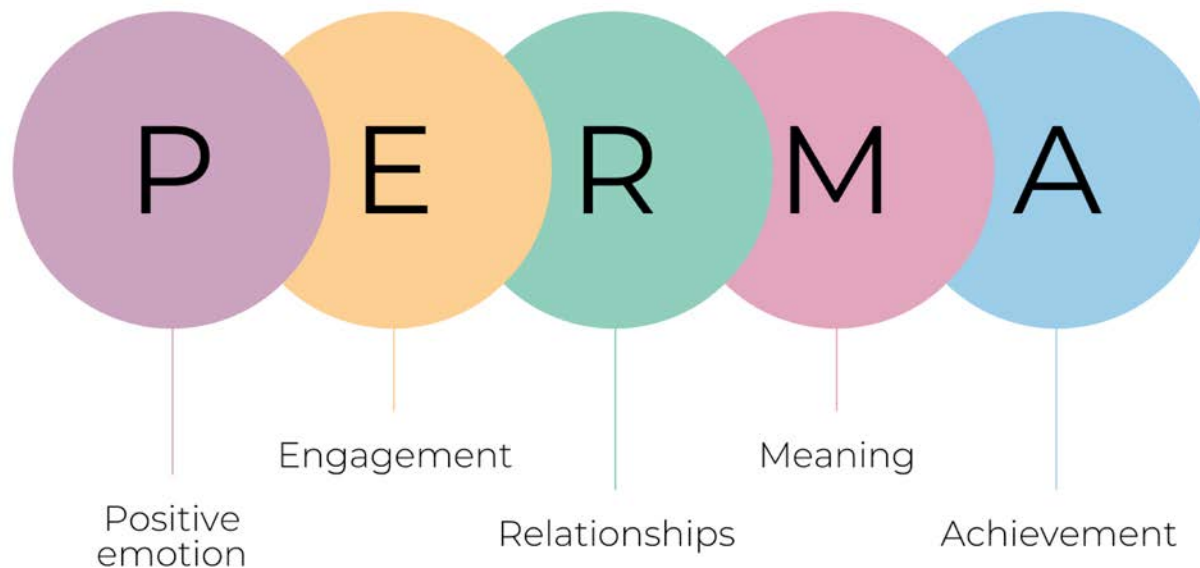 P E R M A
Engagement
Meaning
Positive
emotion
Relationships
Achievement